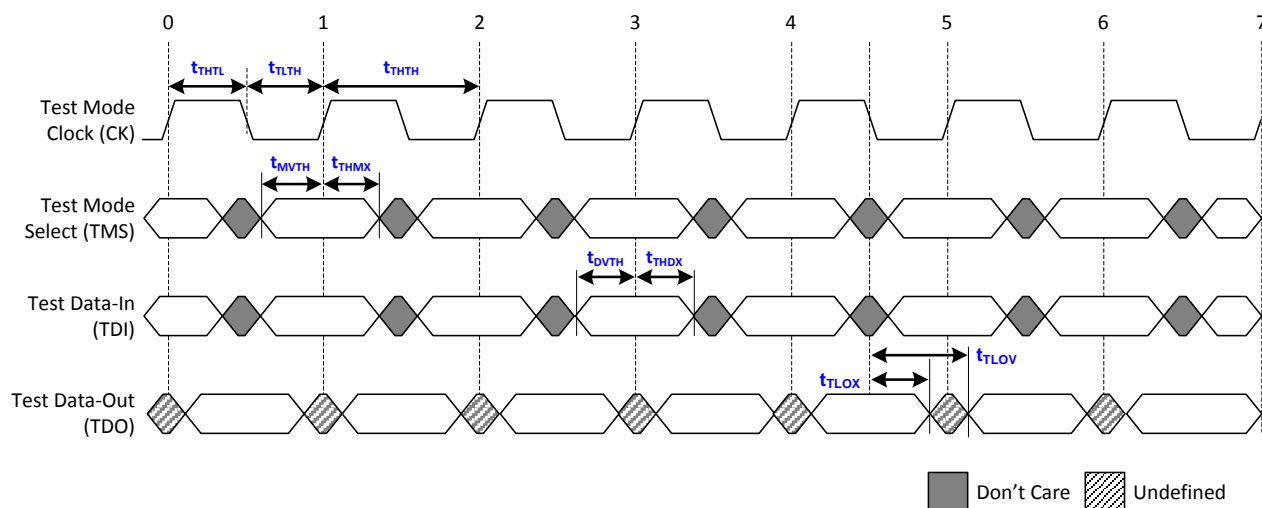 0 1 2 3 4 5 6 7
tTHTL tTLTH tTHTH
Test Mode
Clock (CK)
tMVTH tTHMX
Test Mode
Select (TMS)
tDVTH tTHDX
Test Data-In
(TDI)
tTLOV
tTLOX
Test Data-Out
(TDO)
Don't Care Undefined